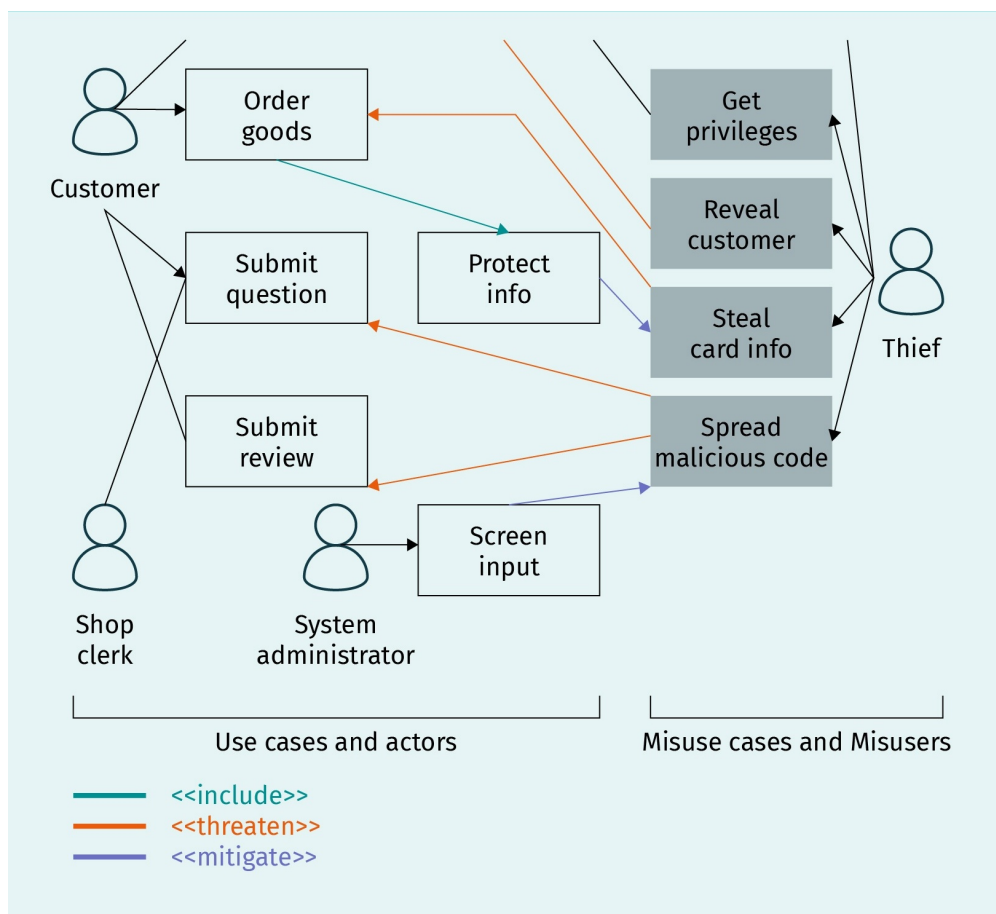 Order
goods
Get
privileges
Customer
Reveal
customer
Submit
question
Protect
info
Steal
card info
Thief
Submit
review
Spread
malicious code
Screen
input
Shop
clerk
System
administrator
Use cases and actors
Misuse cases and Misusers
<<include>>
<<threaten>>
<<mitigate>>